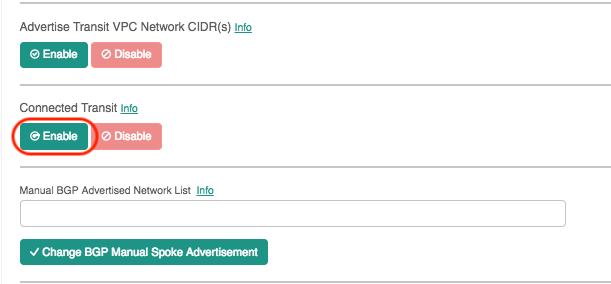 Advertise Transit VPC Network CIDR(s) Info
Enable Disable
Connected Transit Info
Enable Disable
Manual BGP Advertised Network List Info
Change BGP Manual Spoke Advertisement